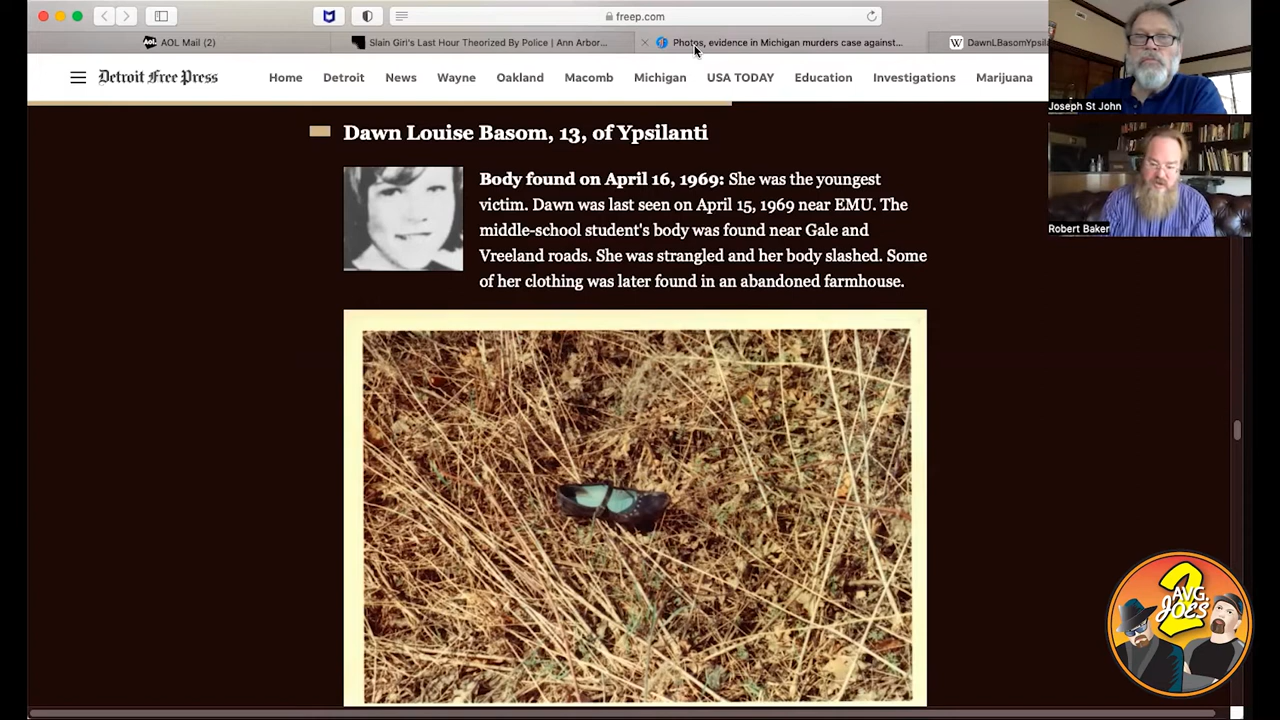 freep.com
AOL Mail (2)
Slain Girl's Last Hour Theorized By Police | Ann Arbor...
Photos, evidence in Michigan murders case against...
DawnLBasomYpsila
Detroit Free Press
Home Detroit News Wayne Oakland Macomb Michigan USA TODAY Education Investigations Marijuana
Joseph St John
Robert Baker
Dawn Louise Basom, 13, of Ypsilanti
Body found on April 16, 1969: She was the youngest
victim. Dawn was last seen on April 15, 1969 near EMU. The
middle-school student's body was found near Gale and
Vreeland roads. She was strangled and her body slashed. Some
of her clothing was later found in an abandoned farmhouse.
2
AVG.
JOES